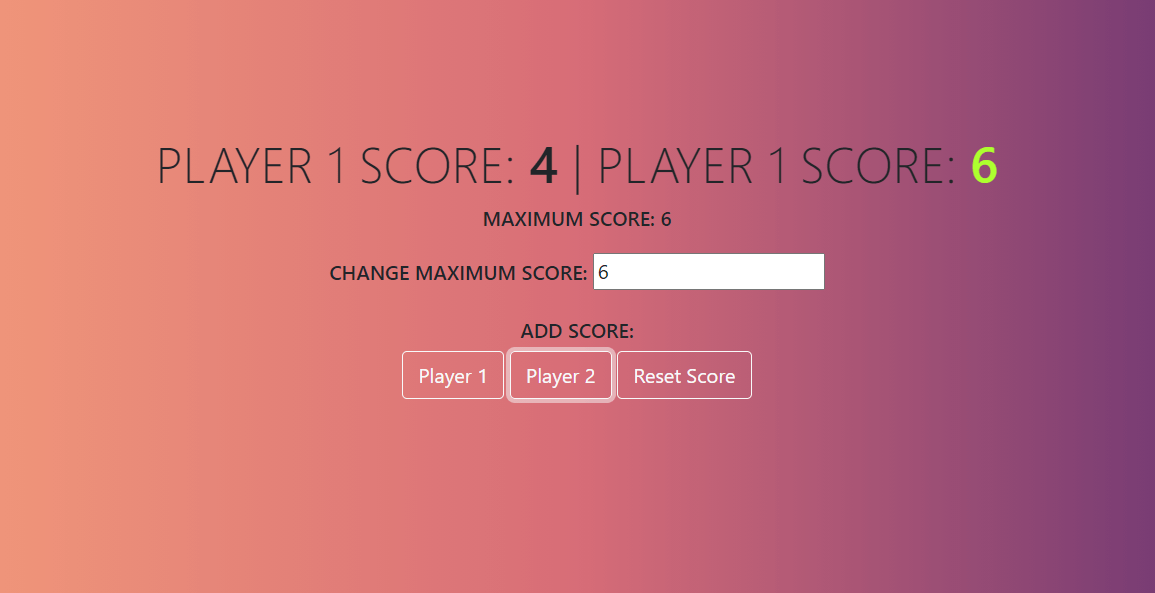 PLAYER 1 SCORE: 4 | PLAYER 1 SCORE: 6
MAXIMUM SCORE: 6
CHANGE MAXIMUM SCORE: 6
ADD SCORE:
Player 1 Player 2 Reset Score